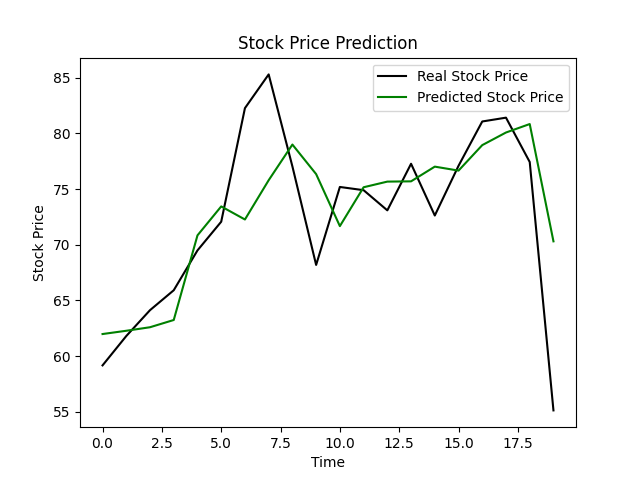 Stock Price Prediction
Real Stock Price
Predicted Stock Price
85
80
75
70
65
60
55
Stock Price
0.0 2.5 5.0 7.5 10.0 12.5 15.0 17.5
Time